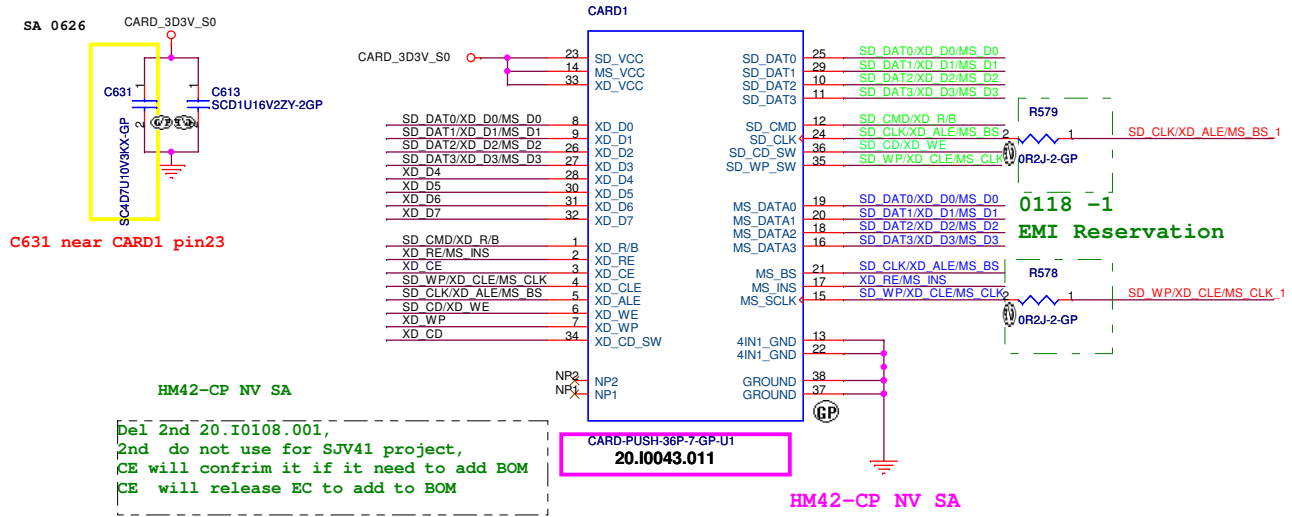 SA 0626
CARD_3D3V_S0
1
1
C631
C613
SCD1U16V2ZY-2GP
2
2
SC4D7U10V3KX-GP
C631 near CARD1 pin23
CARD1
CARD_3D3V_S0
23 SD_VCC
14 MS_VCC
33 XD_VCC
SD_DAT0/XD_D0/MS_D0 8 XD_D0
SD_DAT1/XD_D1/MS_D1 9 XD_D1
SD_DAT2/XD_D2/MS_D2 26 XD_D2
SD_DAT3/XD_D3/MS_D3 27 XD_D3
XD_D4 28 XD_D4
XD_D5 30 XD_D5
XD_D6 31 XD_D6
XD_D7 32 XD_D7
SD_CMD/XD_R/B 1 XD_R/B
XD_RE/MS_INS 2 XD_RE
XD_CE 3 XD_CE
SD_WP/XD_CLE/MS_CLK 4 XD_CLE
SD_CLK/XD_ALE/MS_BS 5 XD_ALE
SD_CD/XD_WE 6 XD_WE
XD_WP 7 XD_WP
XD_CD 34 XD_CD_SW
NP2 NP2
NP1 NP1
SD_DAT0 25 SD_DAT0/XD_D0/MS_D0
SD_DAT1 29 SD_DAT1/XD_D1/MS_D1
SD_DAT2 10 SD_DAT2/XD_D2/MS_D2
SD_DAT3 11 SD_DAT3/XD_D3/MS_D3
SD_CMD 12 SD_CMD/XD_R/B
SD_CLK 24 SD_CLK/XD_ALE/MS_BS
SD_CD_SW 36 SD_CD/XD_WE
SD_WP_SW 35 SD_WP/XD_CLE/MS_CLK
R579
2 1 SD_CLK/XD_ALE/MS_BS_1
0R2J-2-GP
0118 -1
EMI Reservation
MS_DATA0 19 SD_DAT0/XD_D0/MS_D0
MS_DATA1 20 SD_DAT1/XD_D1/MS_D1
MS_DATA2 18 SD_DAT2/XD_D2/MS_D2
MS_DATA3 16 SD_DAT3/XD_D3/MS_D3
MS_BS 21 SD_CLK/XD_ALE/MS_BS
MS_INS 17 XD_RE/MS_INS
MS_SCLK 15 SD_WP/XD_CLE/MS_CLK
R578
2 1 SD_WP/XD_CLE/MS_CLK_1
0R2J-2-GP
4IN1_GND 13
4IN1_GND 22
GROUND 38
GROUND 37
GP
CARD-PUSH-36P-7-GP-U1
20.I0043.011
HM42-CP NV SA
HM42-CP NV SA
Del 2nd 20.I0108.001,
2nd do not use for SJV41 project,
CE will confrim it if it need to add BOM
CE will release EC to add to BOM